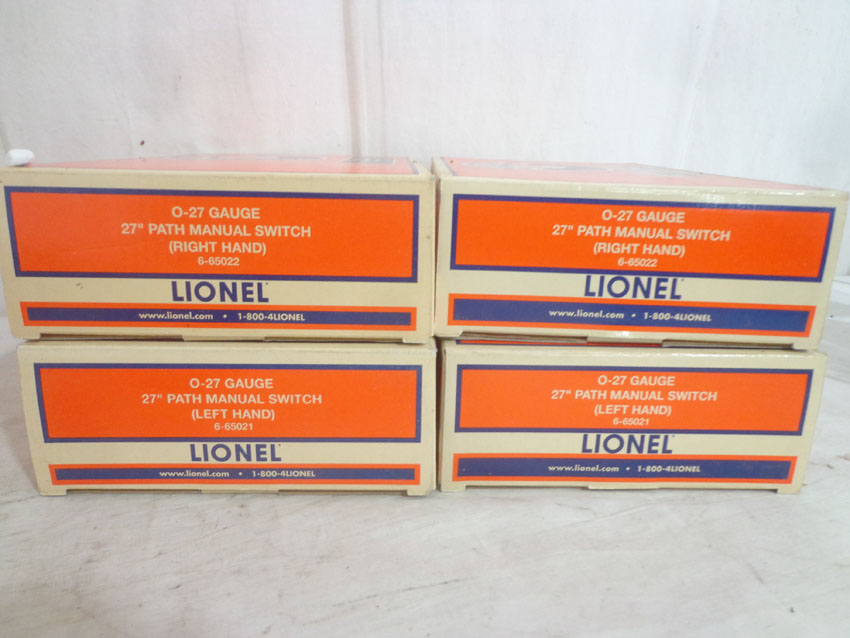 O-27 GAUGE
27" PATH MANUAL SWITCH
(RIGHT HAND)
6-65022
LIONEL
www.lionel.com • 1-800-4LIONEL
O-27 GAUGE
27" PATH MANUAL SWITCH
(RIGHT HAND)
6-65022
LIONEL
www.lionel.com • 1-800-4LIONEL
O-27 GAUGE
27" PATH MANUAL SWITCH
(LEFT HAND)
6-65021
LIONEL
www.lionel.com • 1-800-4LIONEL
O-27 GAUGE
27" PATH MANUAL SWITCH
(LEFT HAND)
6-65021
LIONEL
www.lionel.com • 1-800-4LIONEL